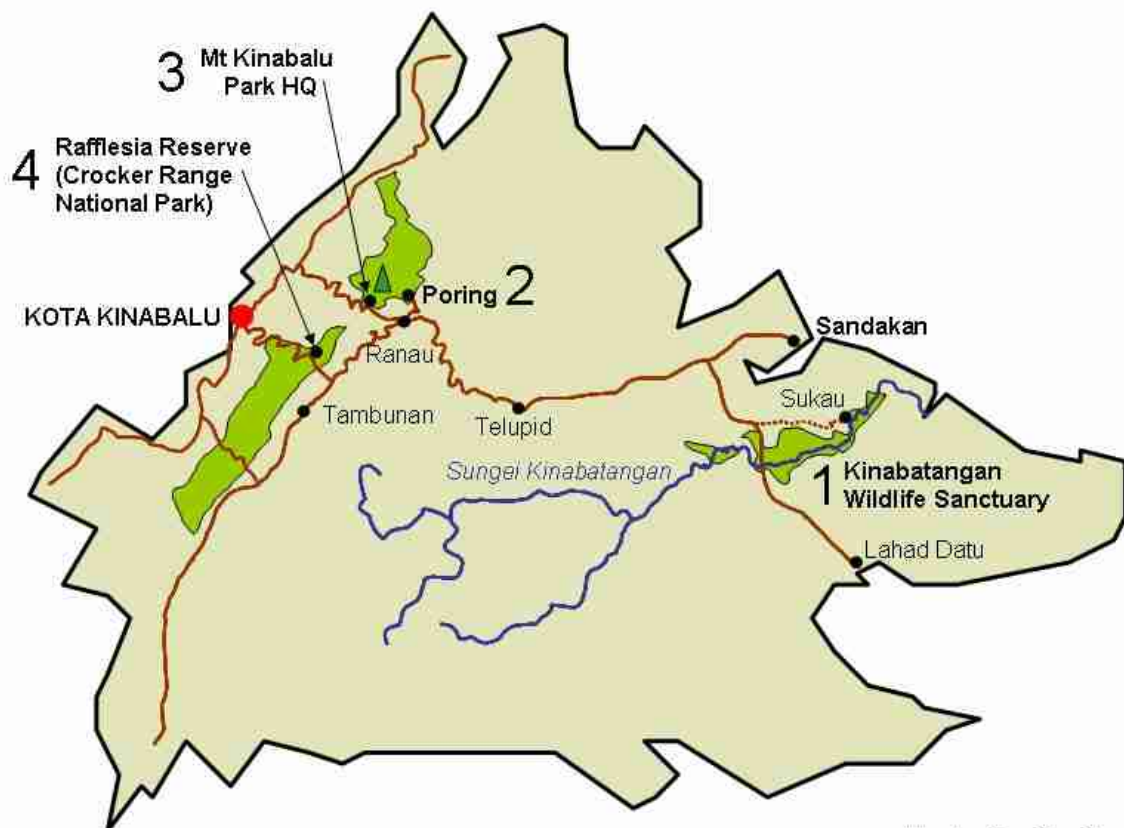 3 Mt Kinabalu
Park HQ
4 Rafflesia Reserve
(Crocker Range
National Park)
KOTA KINABALU
Poring 2
Ranau
Sandakan
Tambunan
Telupid
Sukau
Sungei Kinabatangan
1 Kinabatangan
Wildlife Sanctuary
Lahad Datu